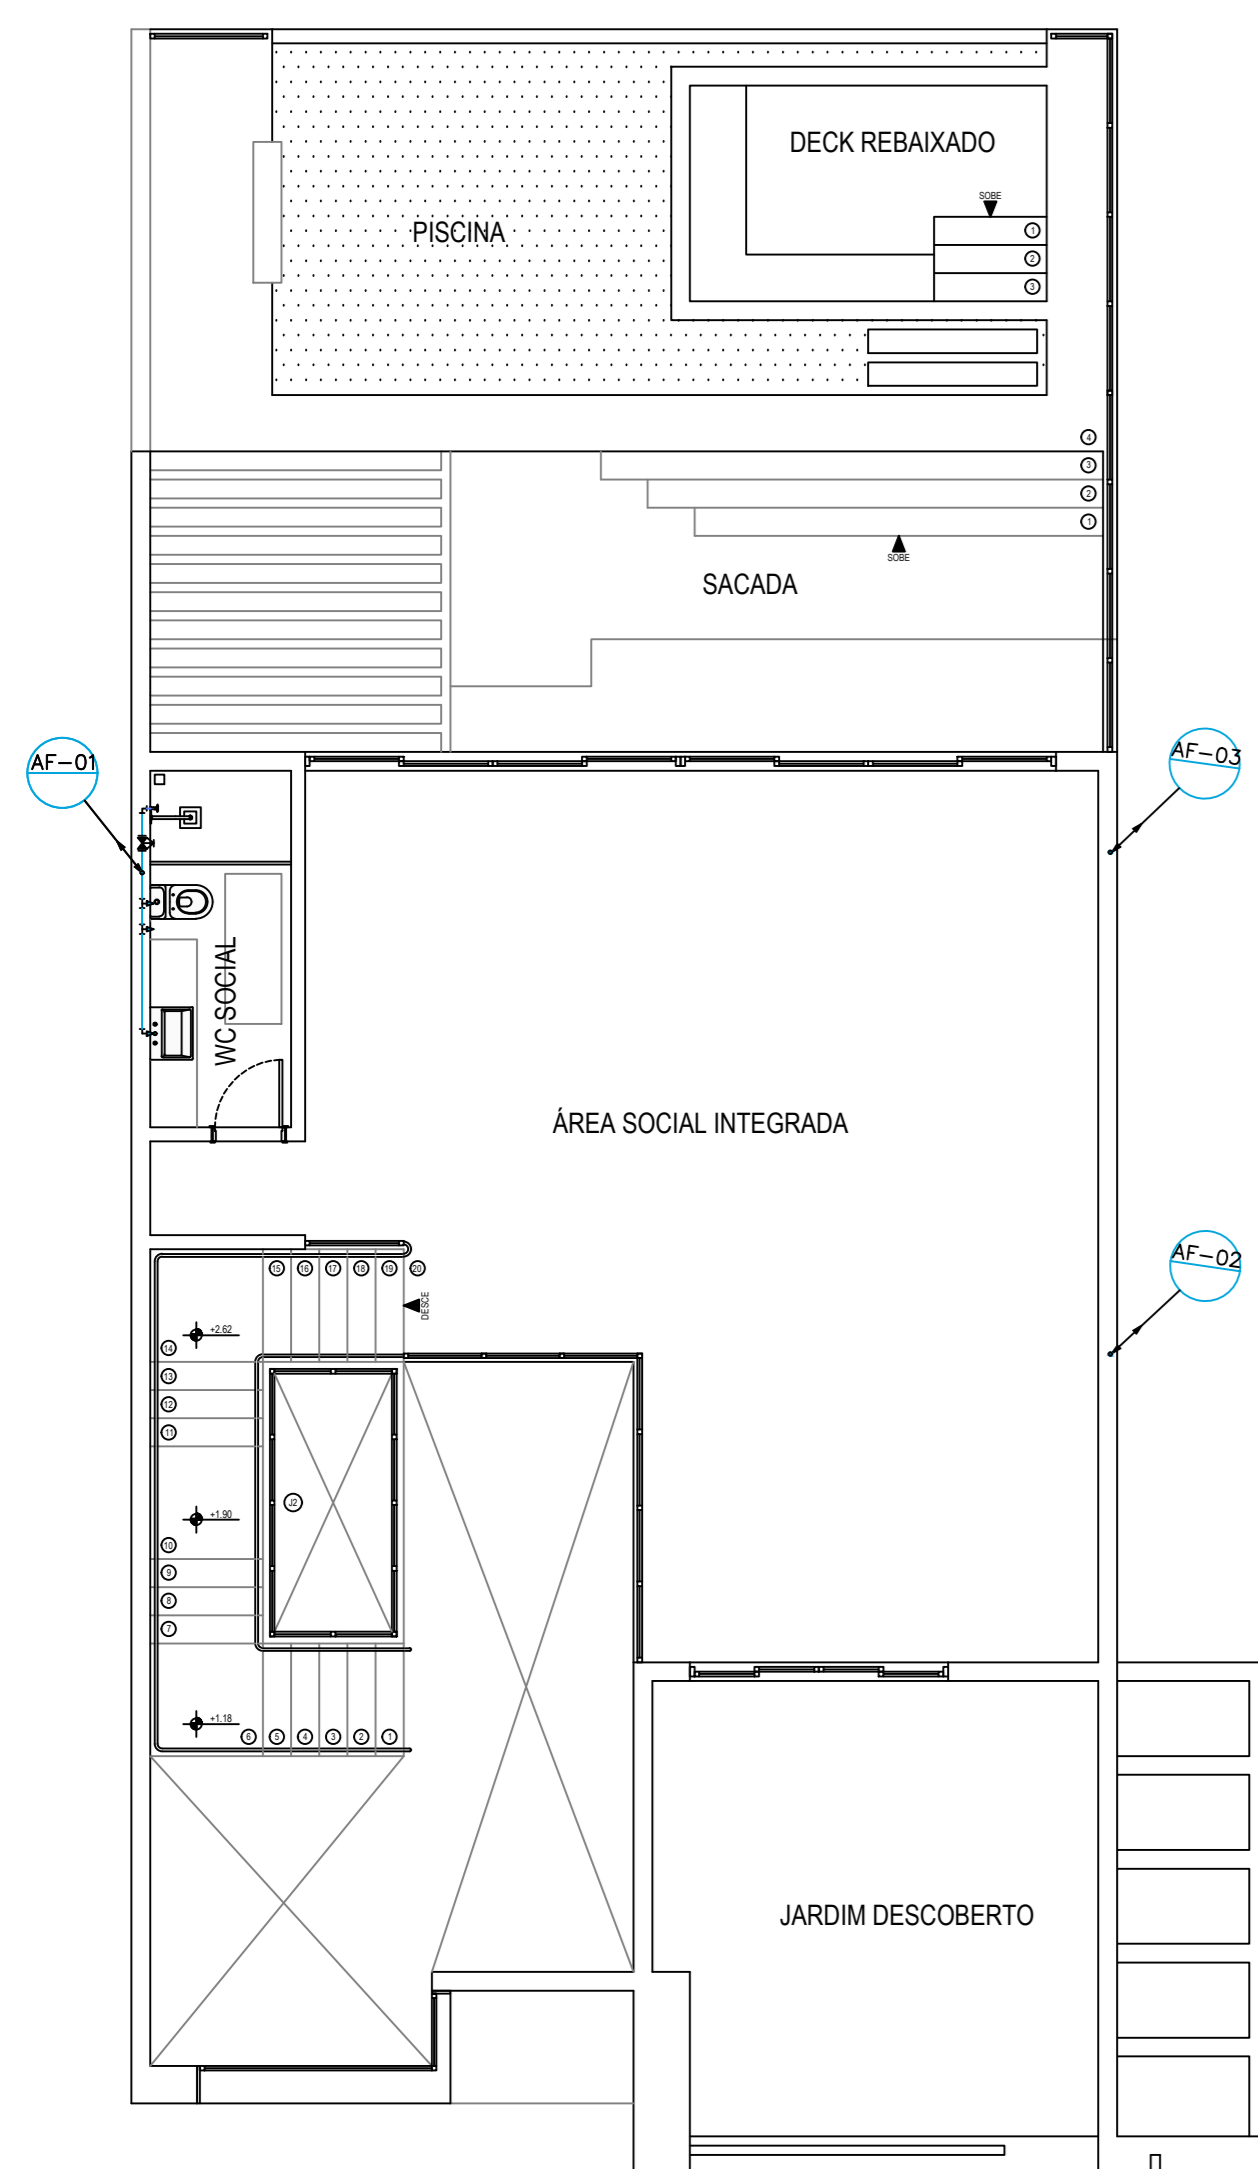 DECK REBAIXADO
SOBE
1
2
3
PISCINA
4
3
2
1
SOBE
SACADA
AF-01
AF-03
WC SOCIAL
ÁREA SOCIAL INTEGRADA
AF-02
15 16 17 18 19 20
DESCE
+2.62
14
13
12
11
J2
+1.90
10
9
8
7
+1.18
6 5 4 3 2 1
JARDIM DESCOBERTO